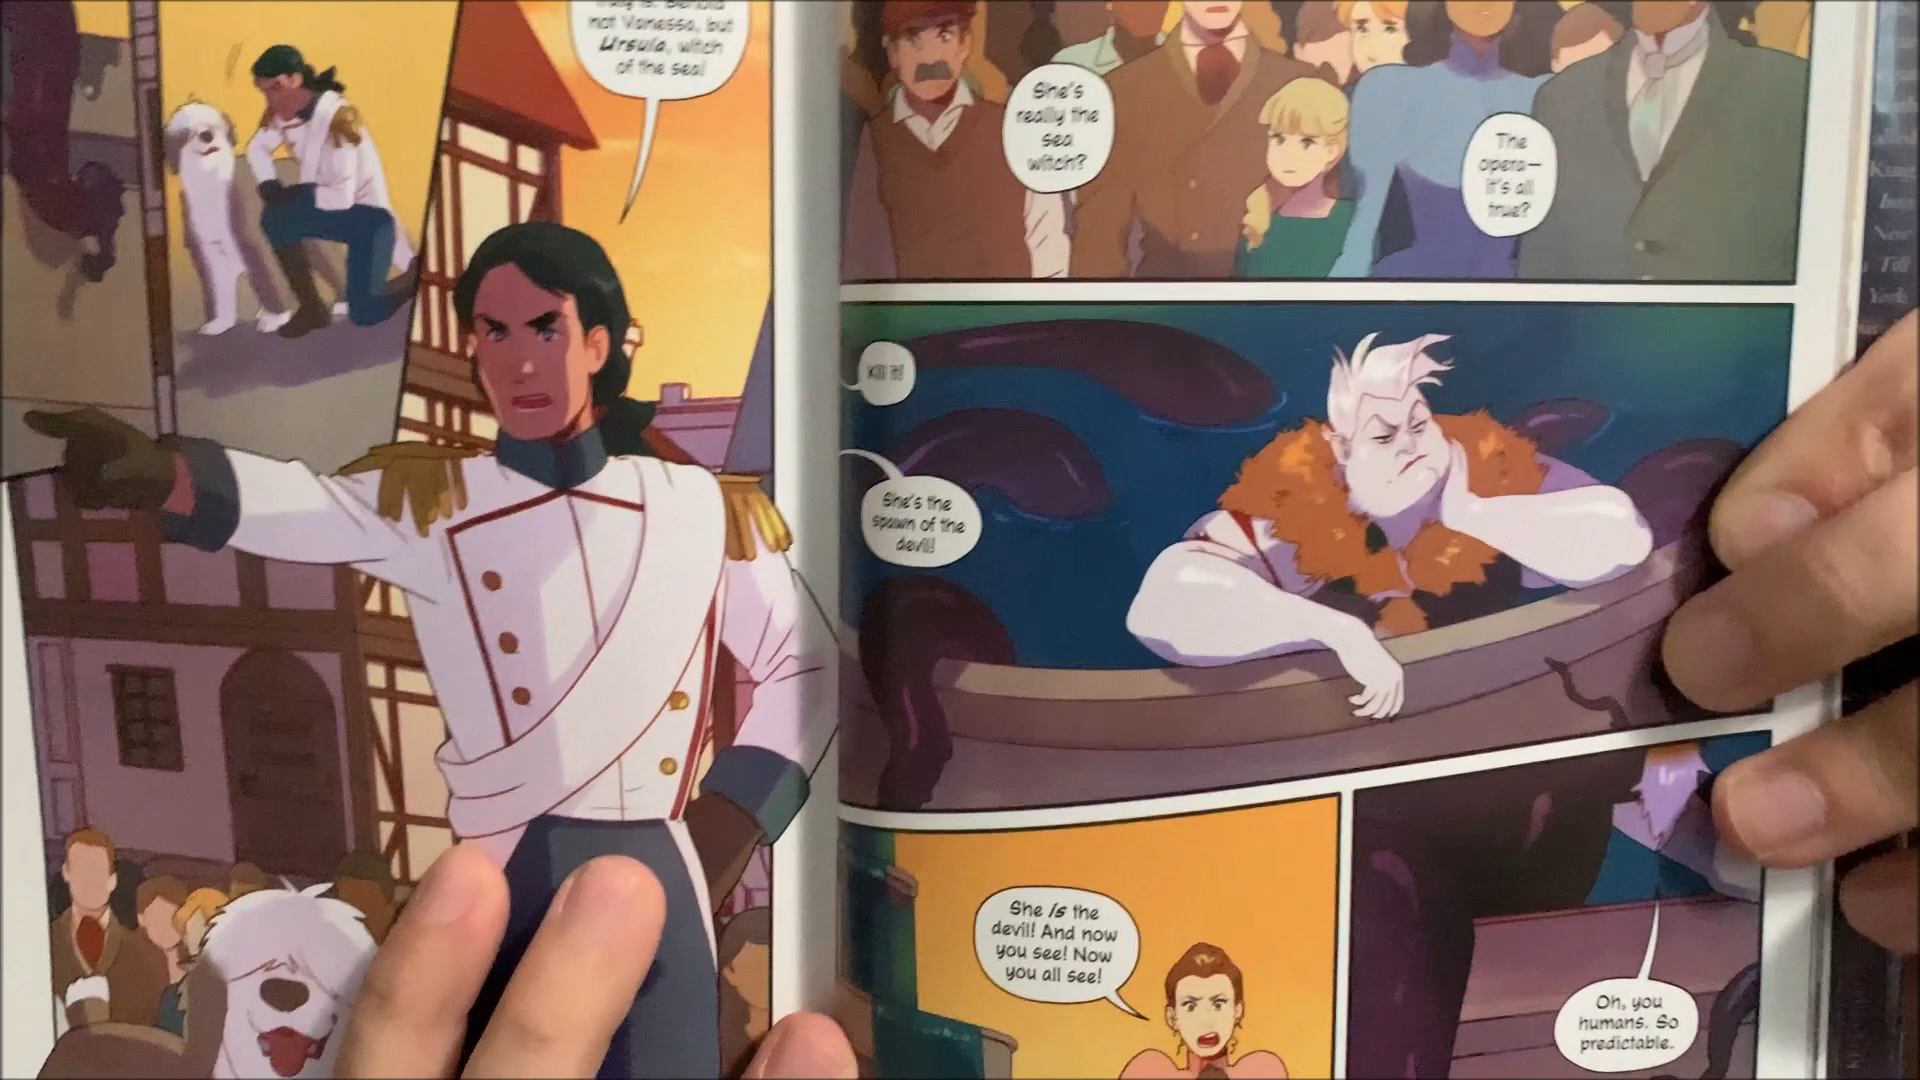 not Vanessa, but
Ursula, witch
of the sea!
She's
really the
sea
witch?
The
opera—
it's all
true?
Kill it!
She's the
spawn of the
devil!
She is the
devil! And now
you see! Now
you all see!
Oh, you
humans. So
predictable.